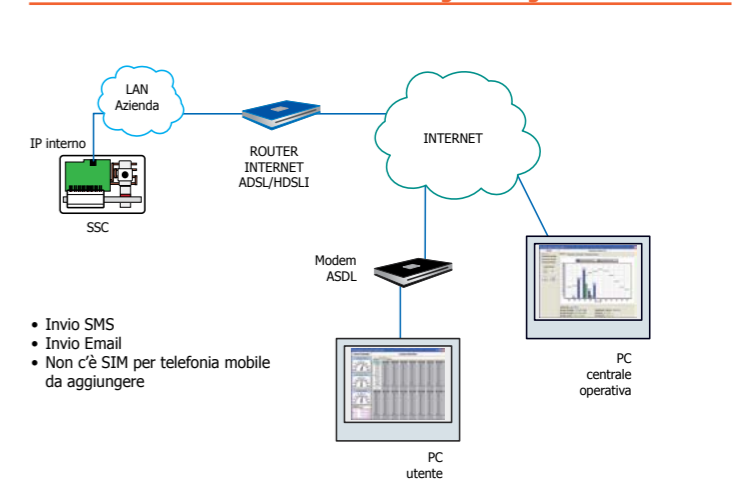 LAN
Azienda
IP interno
ROUTER
INTERNET
ADSL/HDSLI
INTERNET
SSC
Modem
ASDL
• Invio SMS
• Invio Email
• Non c'è SIM per telefonia mobile
da aggiungere
PC
centrale
operativa
PC
utente